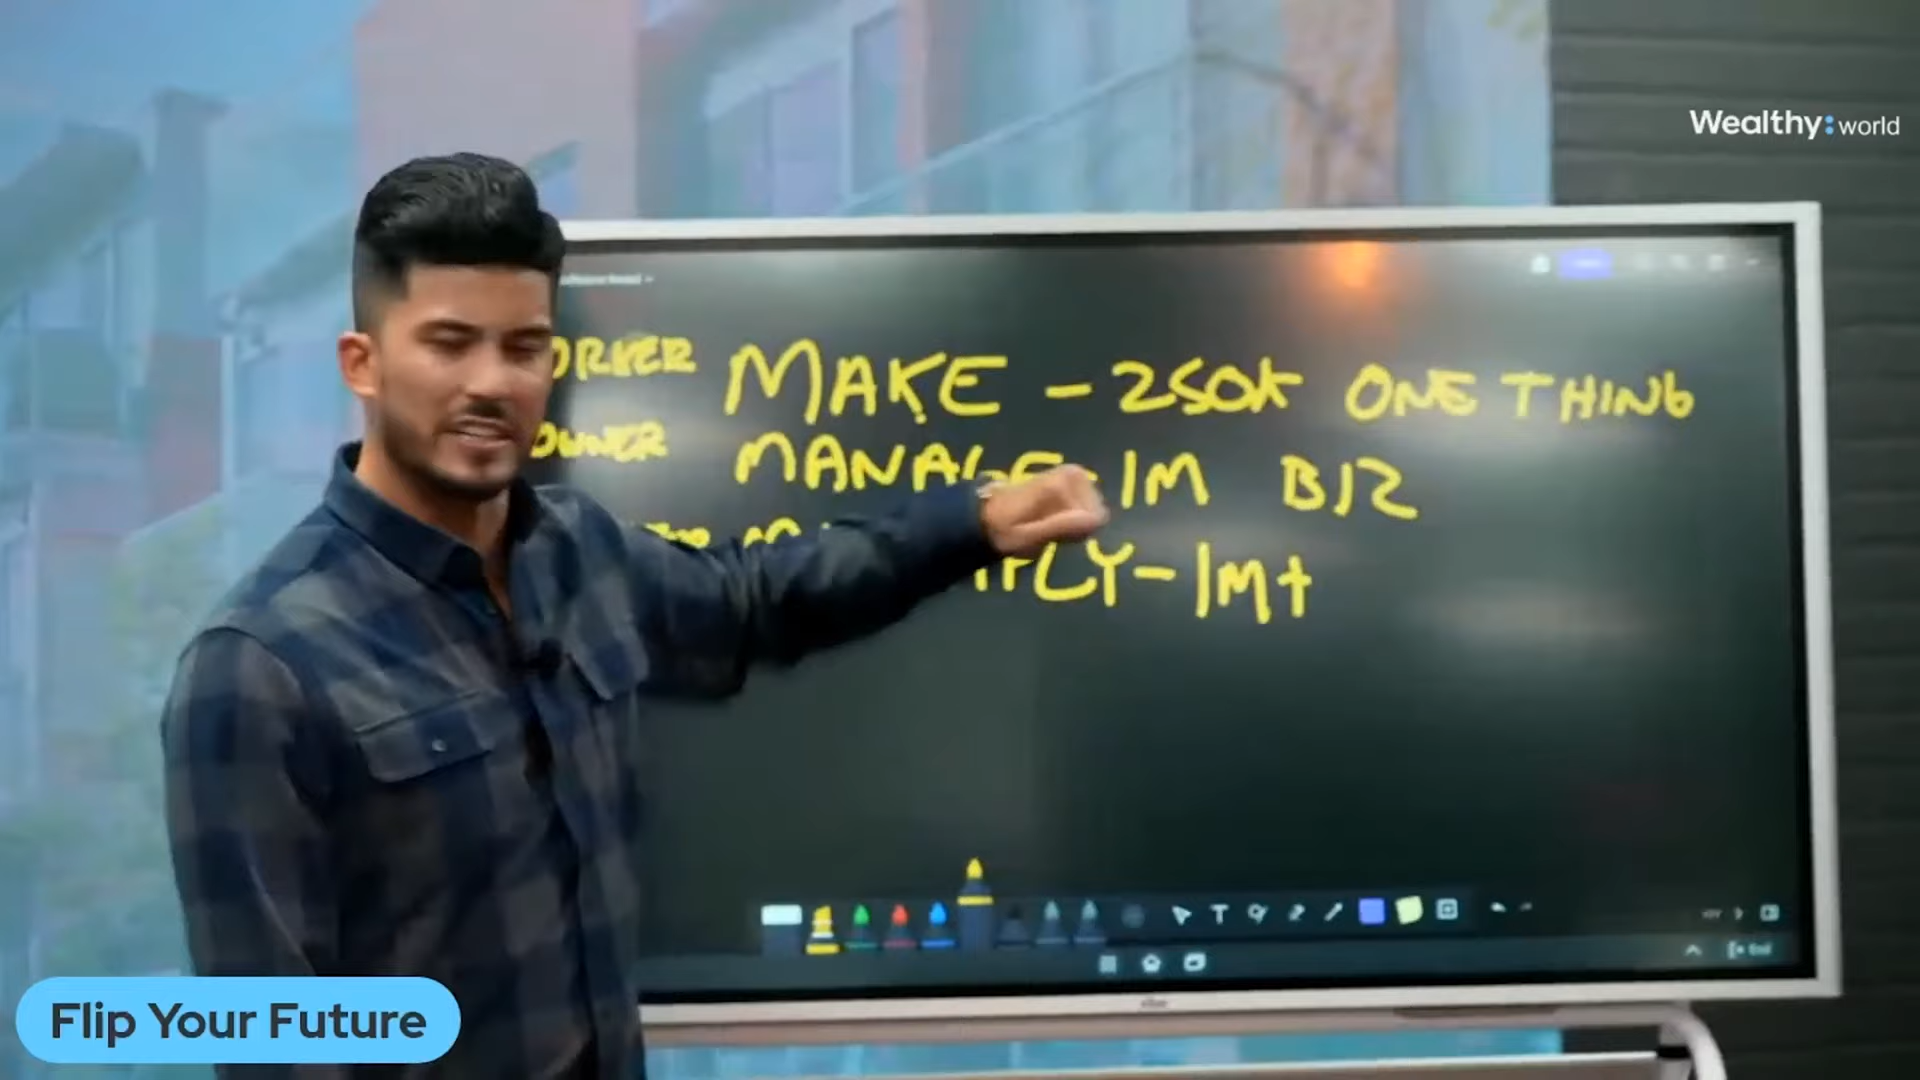 Wealthy:world
ORKER MAKE - 250K ONE THING
OWNER MANAGE - 1M BIZ
PLY - 1M+
T
Flip Your Future